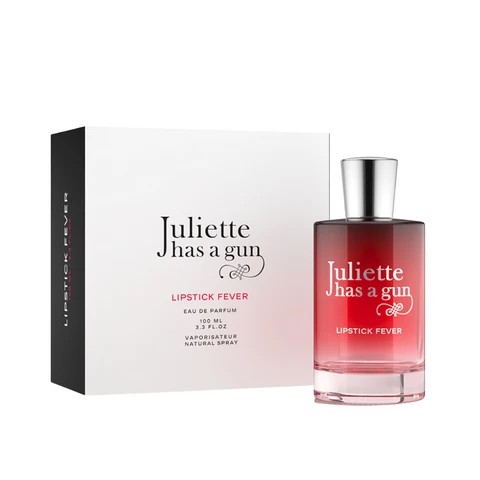 LIPSTICK FEVER
Juliette
has a gun
LIPSTICK FEVER
EAU DE PARFUM
100 ML
3.3 FL.OZ
VAPORISATEUR
NATURAL SPRAY
Juliette
has a gun
LIPSTICK FEVER